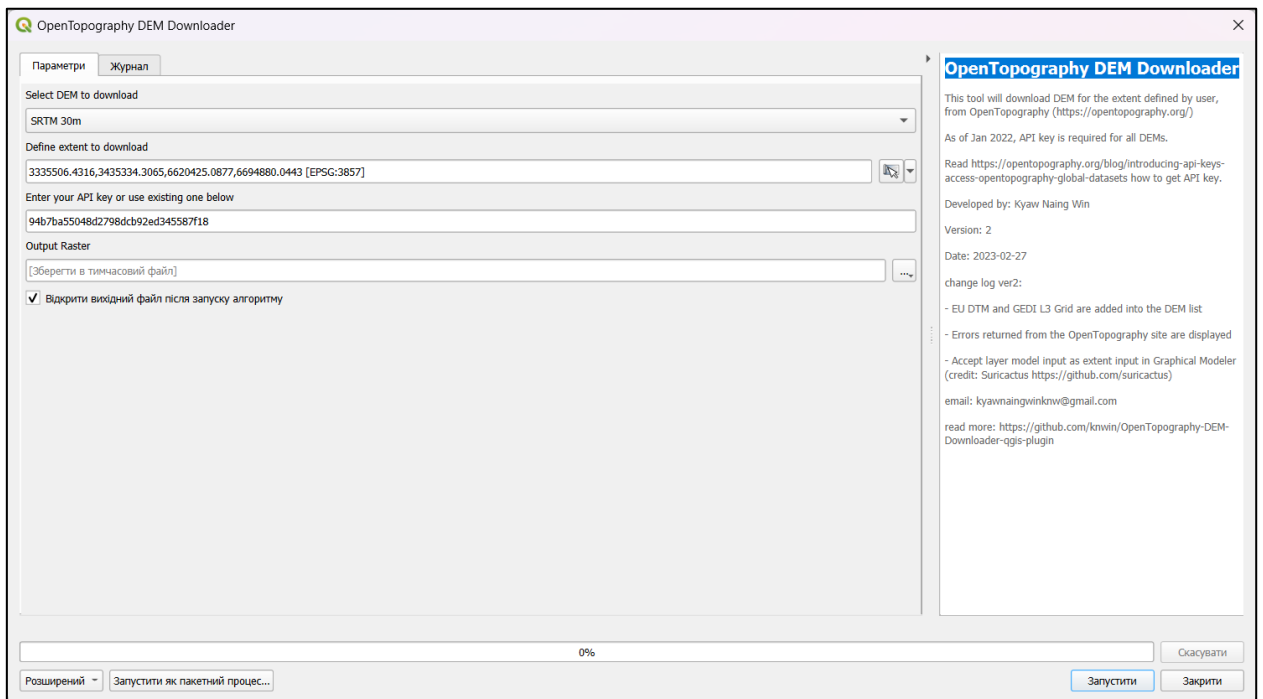 OpenTopography DEM Downloader
Параметри
Журнал
Select DEM to download
SRTM 30m
Define extent to download
3335506.4316,3435334.3065,6620425.0877,6694880.0443 [EPSG:3857]
Enter your API key or use existing one below
94b7ba55048d2798dcb92ed345587f18
Output Raster
[Зберегти в тимчасовий файл]
...
Відкрити вихідний файл після запуску алгоритму
OpenTopography DEM Downloader
This tool will download DEM for the extent defined by user,
from OpenTopography (https://opentopography.org/)
As of Jan 2022, API key is required for all DEMs.
Read https://opentopography.org/blog/introducing-api-keys-
access-opentopography-global-datasets how to get API key.
Developed by: Kyaw Naing Win
Version: 2
Date: 2023-02-27
change log ver2:
- EU DTM and GEDI L3 Grid are added into the DEM list
- Errors returned from the OpenTopography site are displayed
- Accept layer model input as extent input in Graphical Modeler
(credit: Suricactus https://github.com/suricactus)
email: kyawnaingwinknw@gmail.com
read more: https://github.com/knwin/OpenTopography-DEM-
Downloader-qgis-plugin
0%
Скасувати
Розширений
Запустити як пакетний процес...
Запустити
Закрити